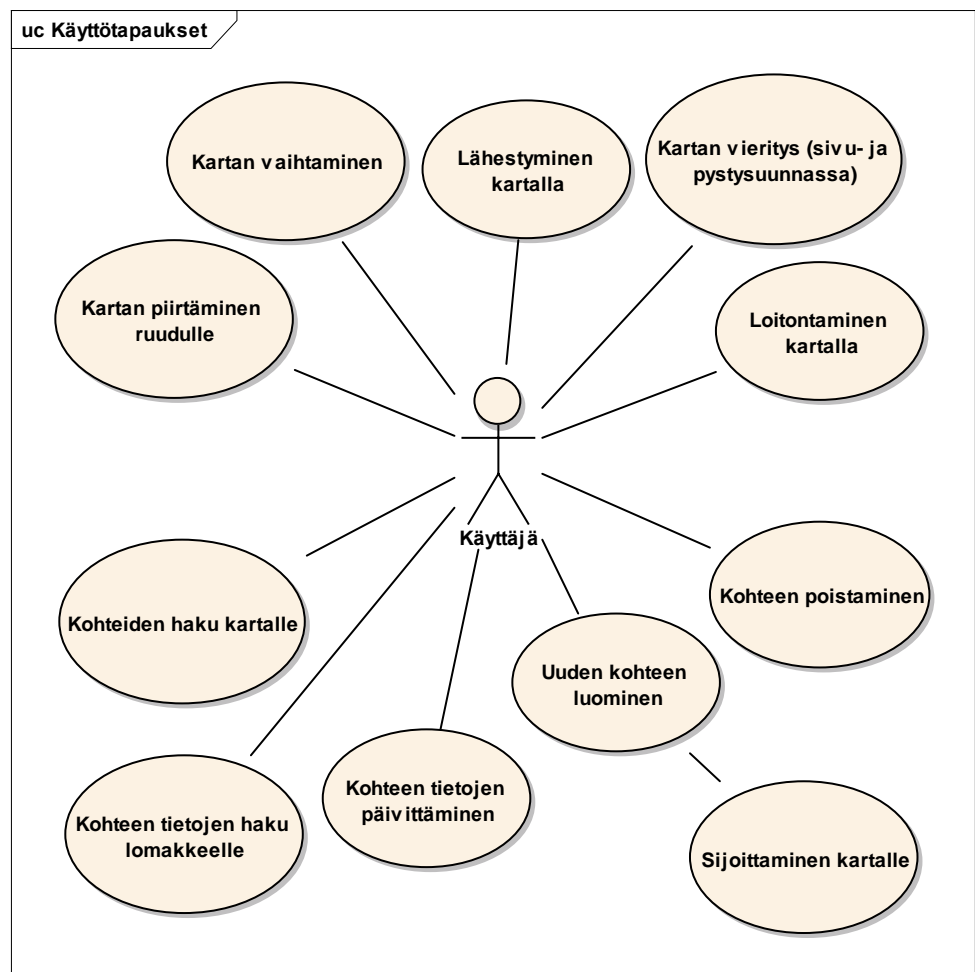 uc Käyttötapaukset
Kartan vaihtaminen
Lähestyminen
kartalla
Kartan vieritys (sivu- ja
pystysuunnassa)
Kartan piirtäminen
ruudulle
Loitontaminen
kartalla
Käyttäjä
Kohteiden haku kartalle
Kohteen poistaminen
Uuden kohteen
luominen
Kohteen tietojen haku
lomakkeelle
Kohteen tietojen
päivittäminen
Sijoittaminen kartalle